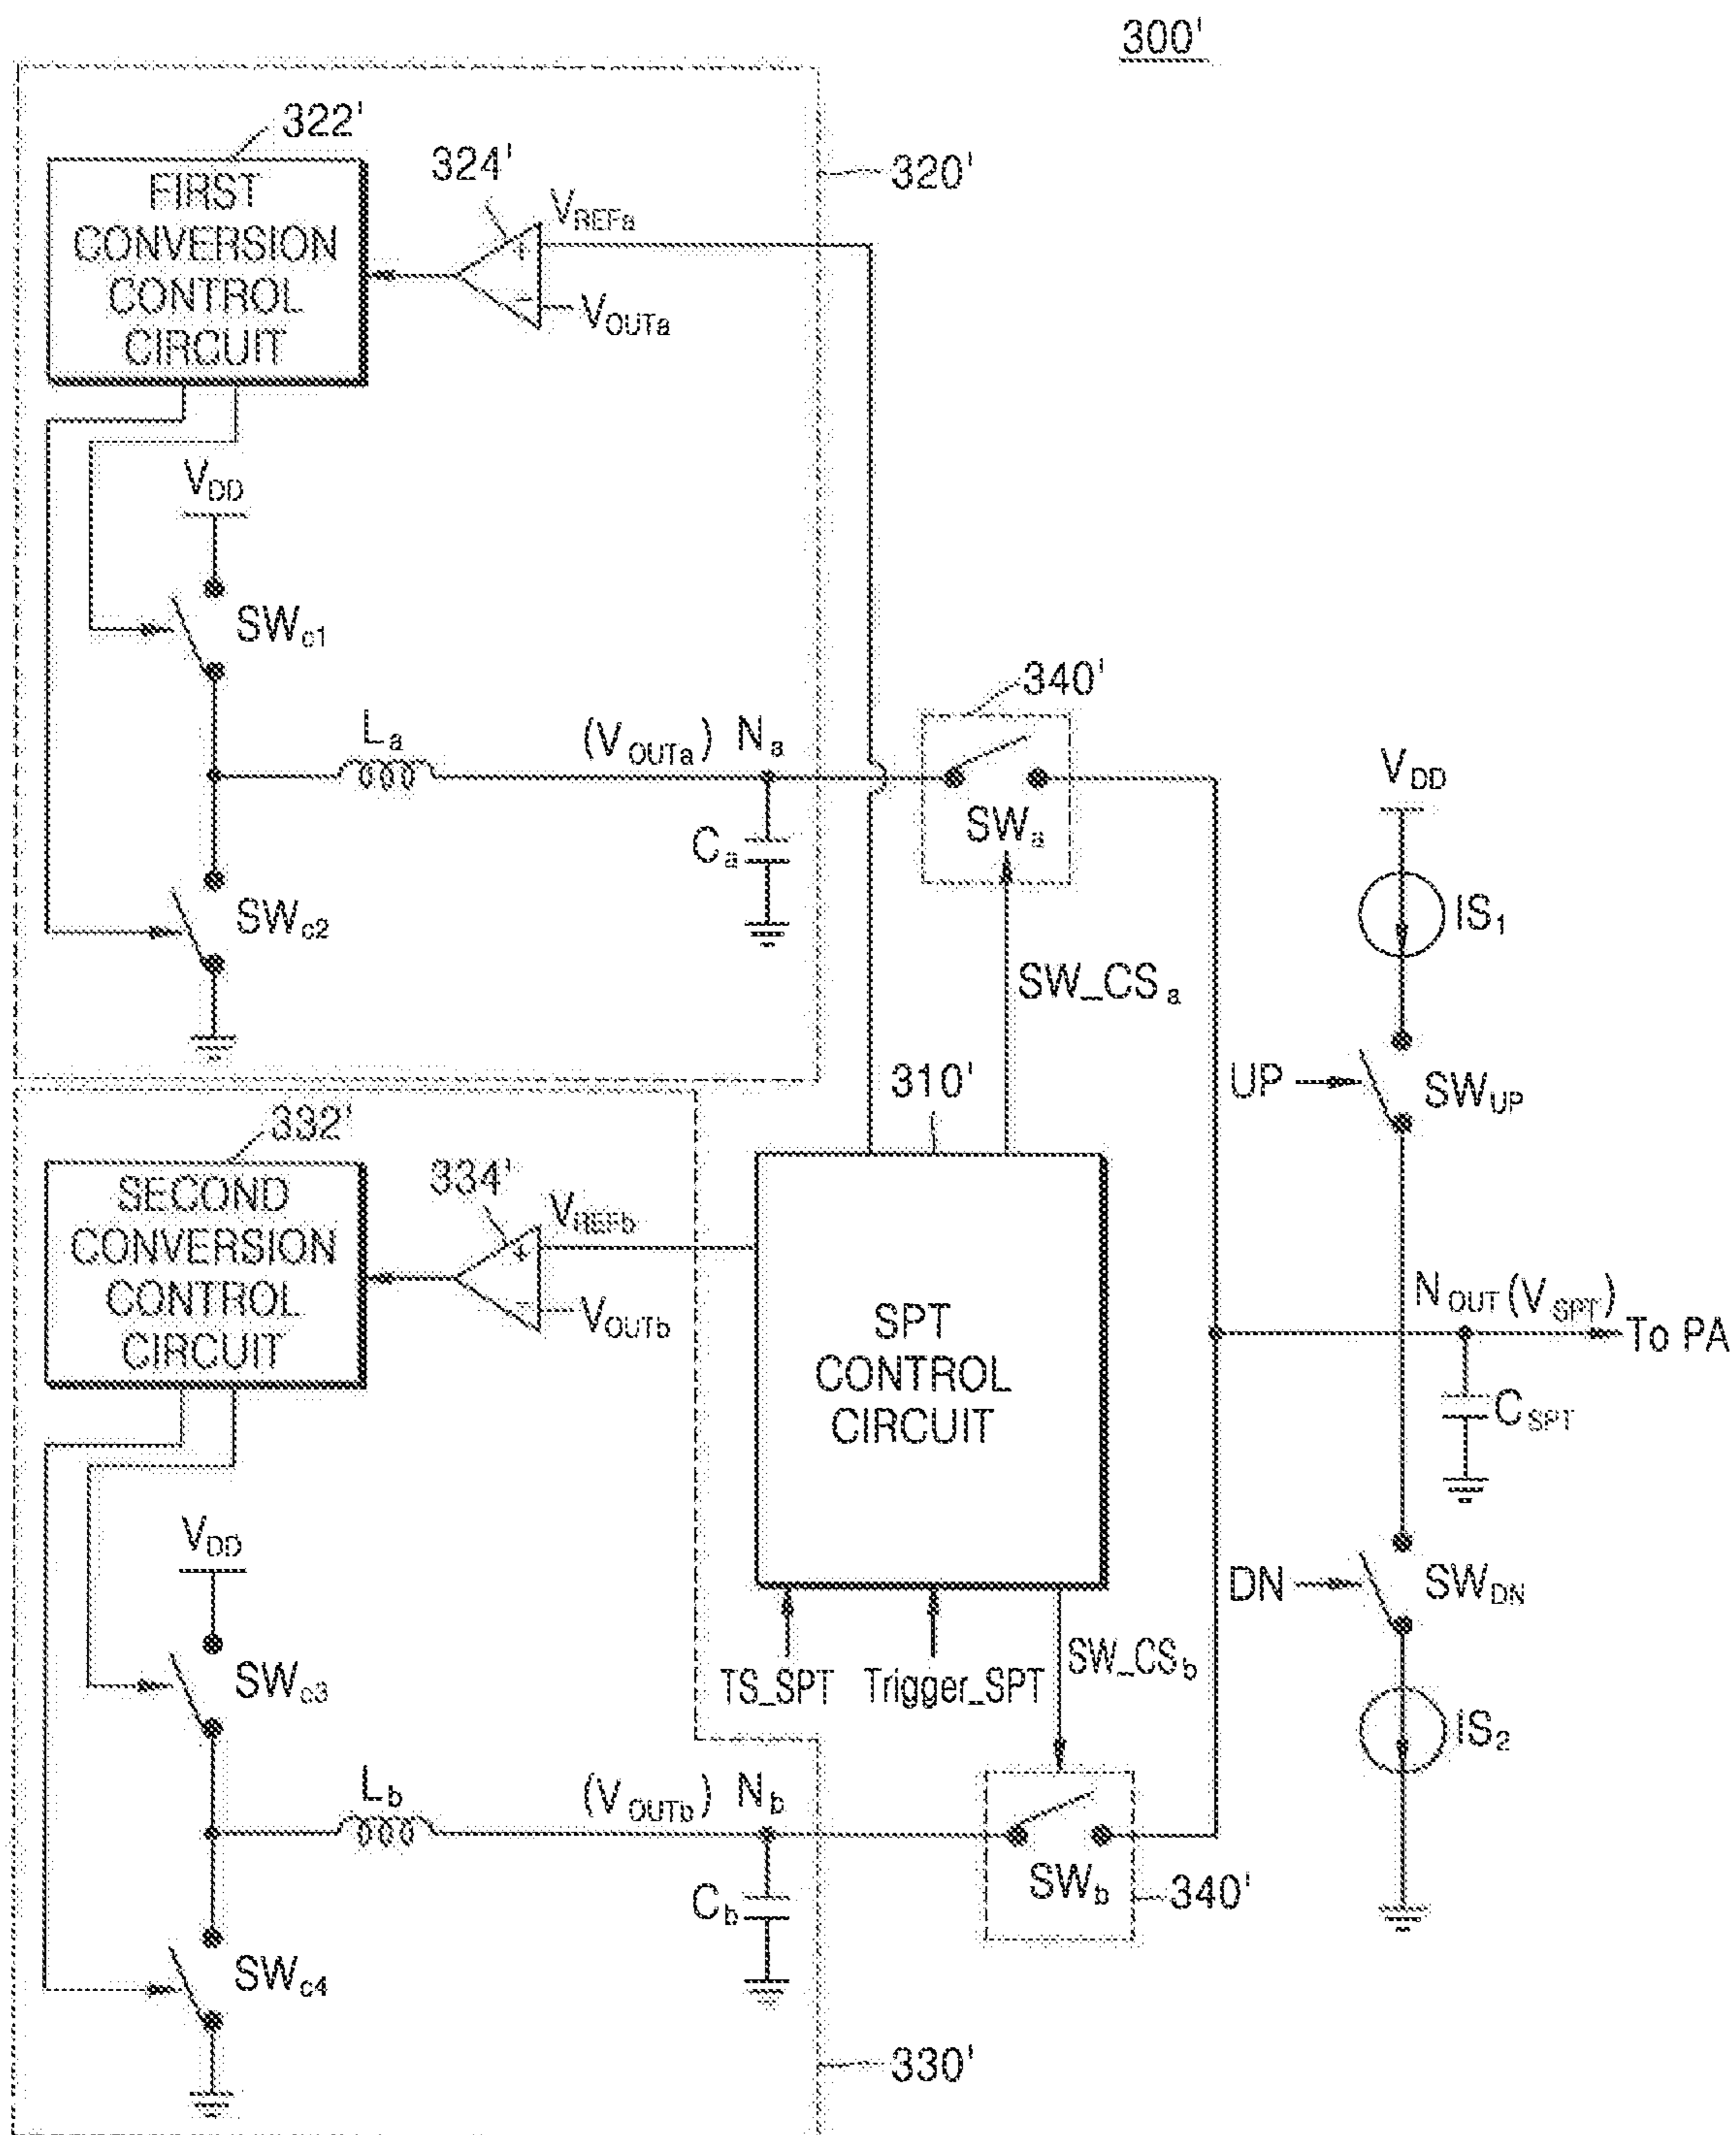 300'
322'
FIRST
CONVERSION
CONTROL
CIRCUIT
324'
VREFa
VOUTa
320'
VDD
SWc1
La
(VOUTa) Na
Ca
SWc2
340'
SWa
SW_CSa
VDD
IS1
UP
SWUP
310'
332'
SECOND
CONVERSION
CONTROL
CIRCUIT
334'
VREFb
VOUTb
SPT
CONTROL
CIRCUIT
NOUT(VSPT)
To PA
CSPT
DN
SWDN
IS2
TS_SPT
Trigger_SPT
SW_CSb
VDD
SWc3
Lb
(VOUTb) Nb
Cb
SWb
340'
SWc4
330'